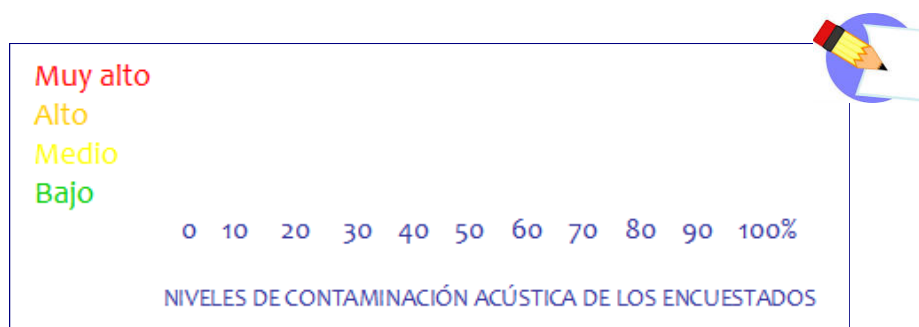 Muy alto
Alto
Medio
Bajo
0 10 20 30 40 50 60 70 80 90 100%
NIVELES DE CONTAMINACIÓN ACÚSTICA DE LOS ENCUESTADOS